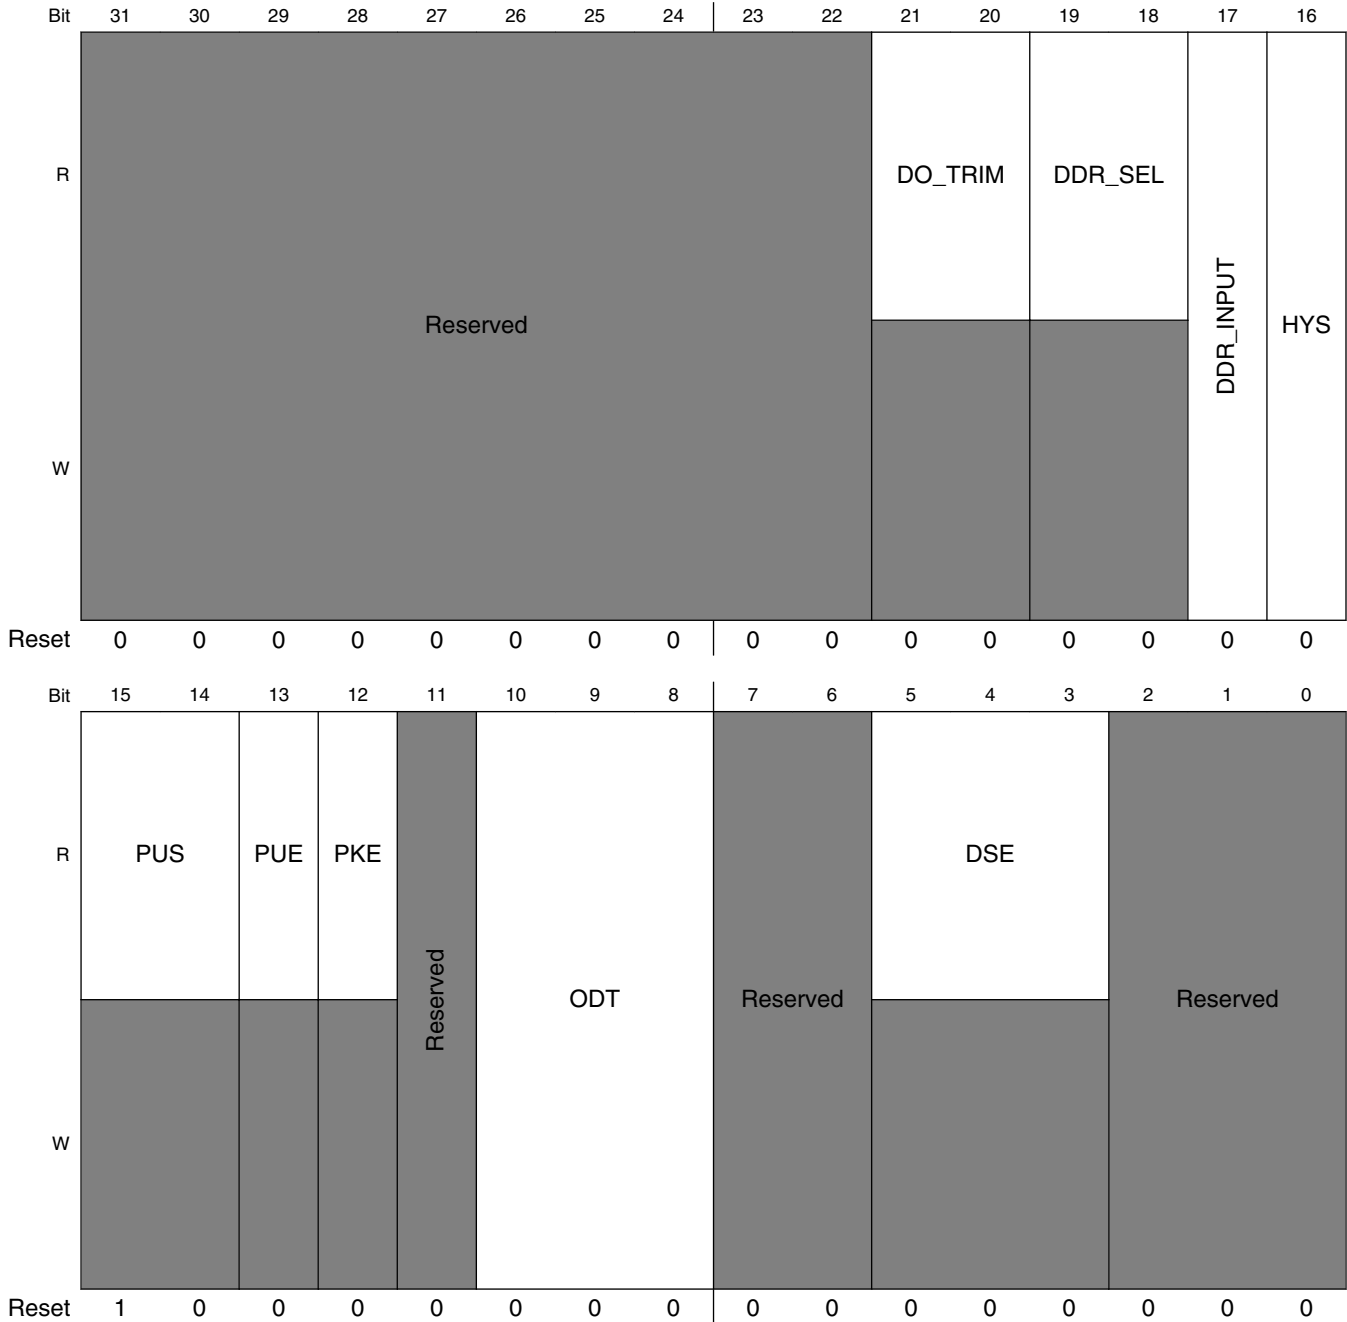 Bit 31 30 29 28 27 26 25 24 23 22 21 20 19 18 17 16
R DO_TRIM DDR_SEL
Reserved DDR_INPUT HYS
W
Reset 0 0 0 0 0 0 0 0 0 0 0 0 0 0 0 0
Bit 15 14 13 12 11 10 9 8 7 6 5 4 3 2 1 0
R PUS PUE PKE DSE
Reserved ODT Reserved Reserved
W
Reset 1 0 0 0 0 0 0 0 0 0 0 0 0 0 0 0